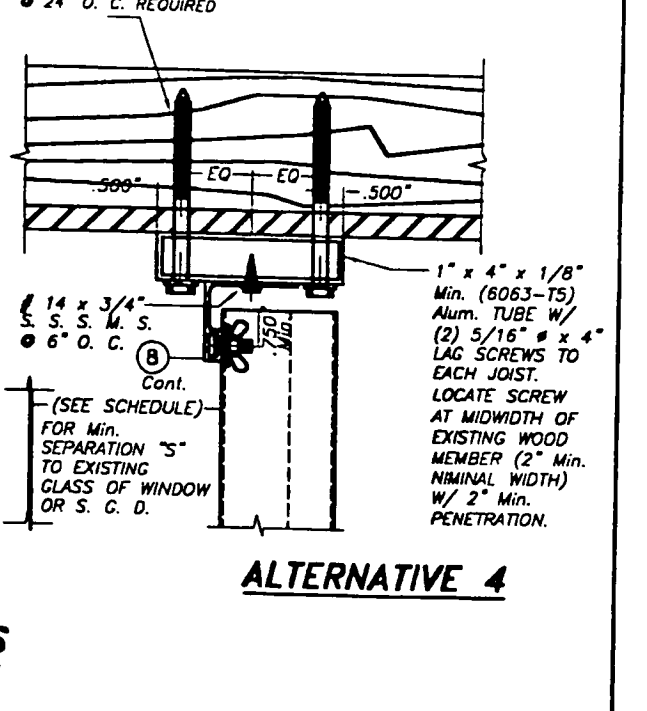 @ 24" O. C. REQUIRED
EQ EQ
.500" .500"
# 14 x 3/4"
S. S. S. M. S.
@ 6" O. C.
8
Cont.
.750
Min.
(SEE SCHEDULE)
FOR Min.
SEPARATION "S"
TO EXISTING
GLASS OF WINDOW
OR S. G. D.
1" x 4" x 1/8"
Min. (6063-T5)
Alum. TUBE W/
(2) 5/16" ø x 4"
LAG SCREWS TO
EACH JOIST.
LOCATE SCREW
AT MIDWIDTH OF
EXISTING WOOD
MEMBER (2" Min.
NIMINAL WIDTH)
W/ 2" Min.
PENETRATION.
ALTERNATIVE 4
S